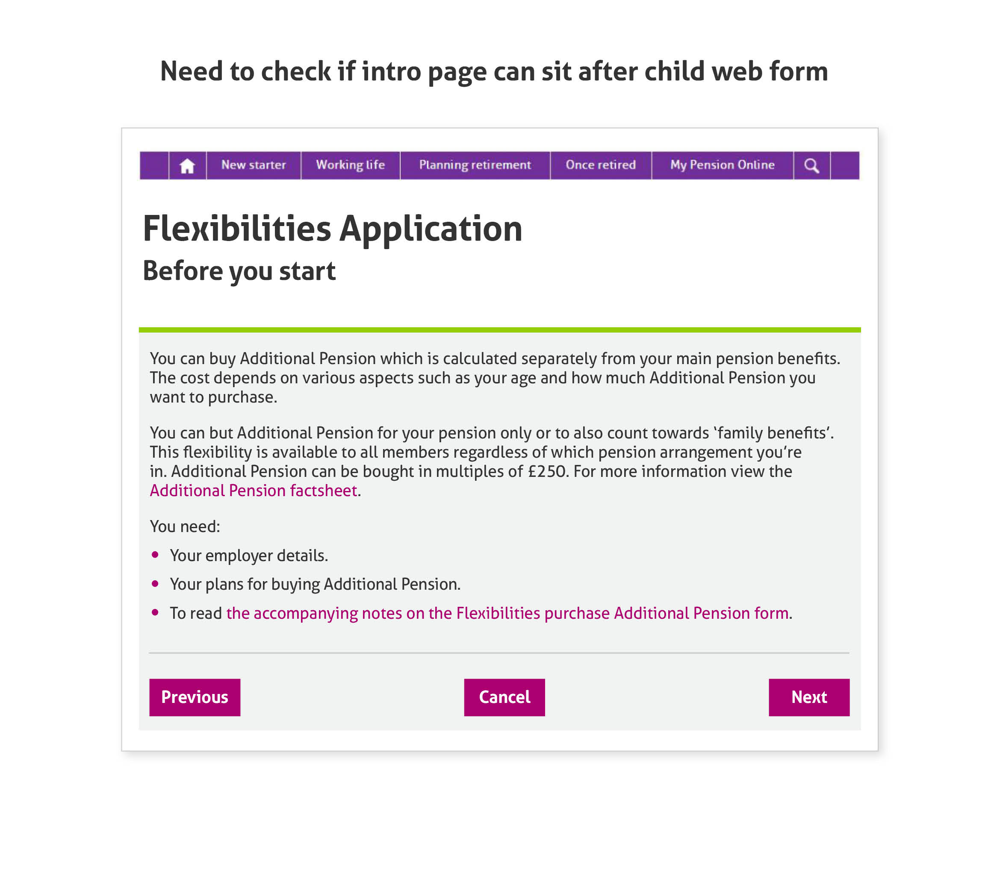 Need to check if intro page can sit after child web form
New starter Working life Planning retirement Once retired My Pension Online
Flexibilities Application
Before you start
You can buy Additional Pension which is calculated separately from your main pension benefits.
The cost depends on various aspects such as your age and how much Additional Pension you
want to purchase.
You can but Additional Pension for your pension only or to also count towards ‘family benefits’.
This flexibility is available to all members regardless of which pension arrangement you’re
in. Additional Pension can be bought in multiples of £250. For more information view the
Additional Pension factsheet.
You need:
• Your employer details.
• Your plans for buying Additional Pension.
• To read the accompanying notes on the Flexibilities purchase Additional Pension form.
Previous Cancel Next